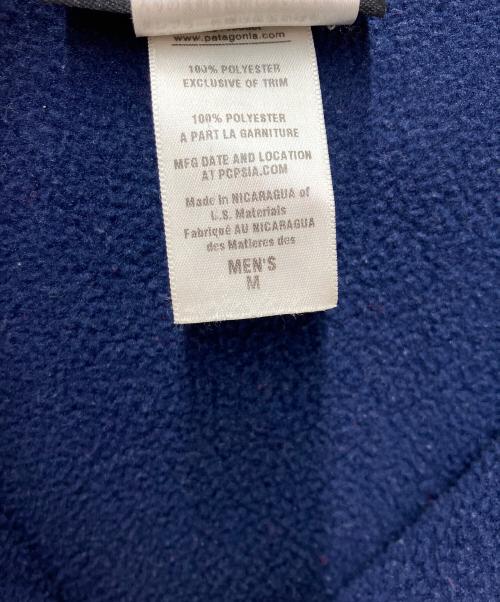 www.patagonia.com
100% POLYESTER
EXCLUSIVE OF TRIM
100% POLYESTER
A PART LA GARNITURE
MFG DATE AND LOCATION
AT PCPSIA.COM
Made in NICARAGUA of
U.S. Materials
Fabriqué AU NICARAGUA
des Matieres des
MEN'S
M